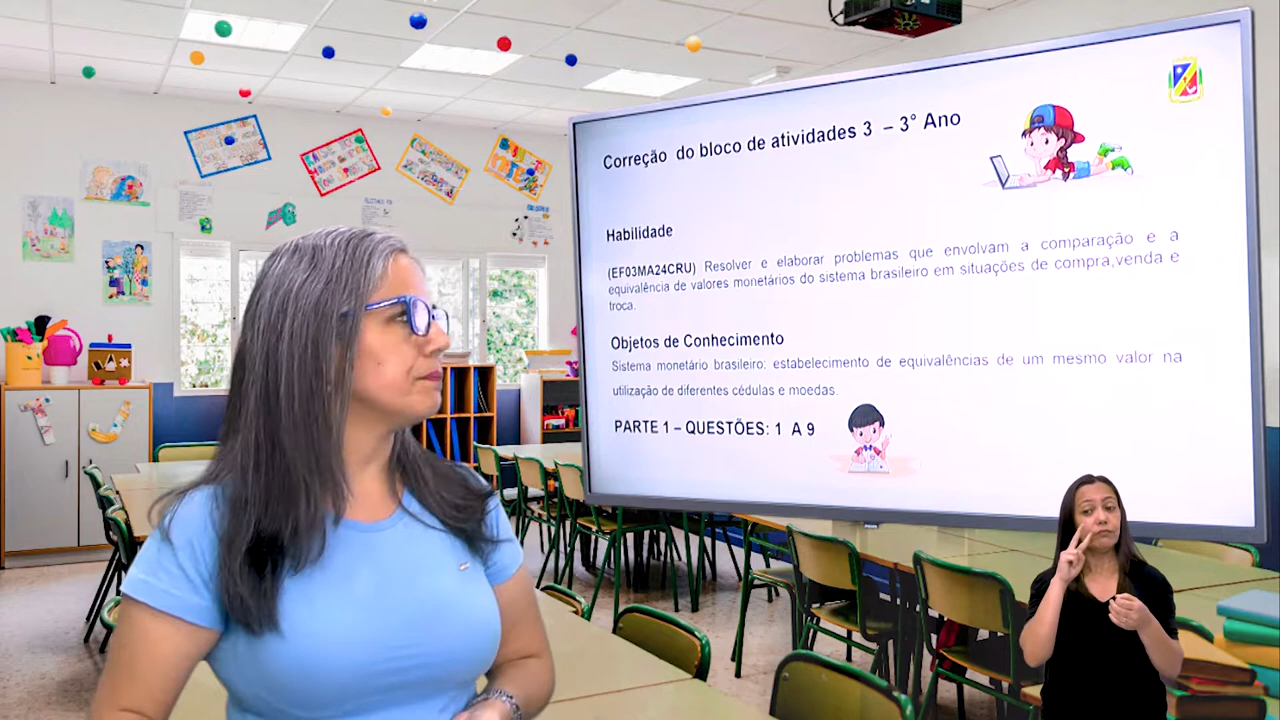 Correção do bloco de atividades 3 – 3° Ano
Habilidade
(EF03MA24CRU) Resolver e elaborar problemas que envolvam a comparação e a
equivalência de valores monetários do sistema brasileiro em situações de compra,venda e
troca.
Objetos de Conhecimento
Sistema monetário brasileiro: estabelecimento de equivalências de um mesmo valor na
utilização de diferentes cédulas e moedas.
PARTE 1 – QUESTÕES: 1 A 9